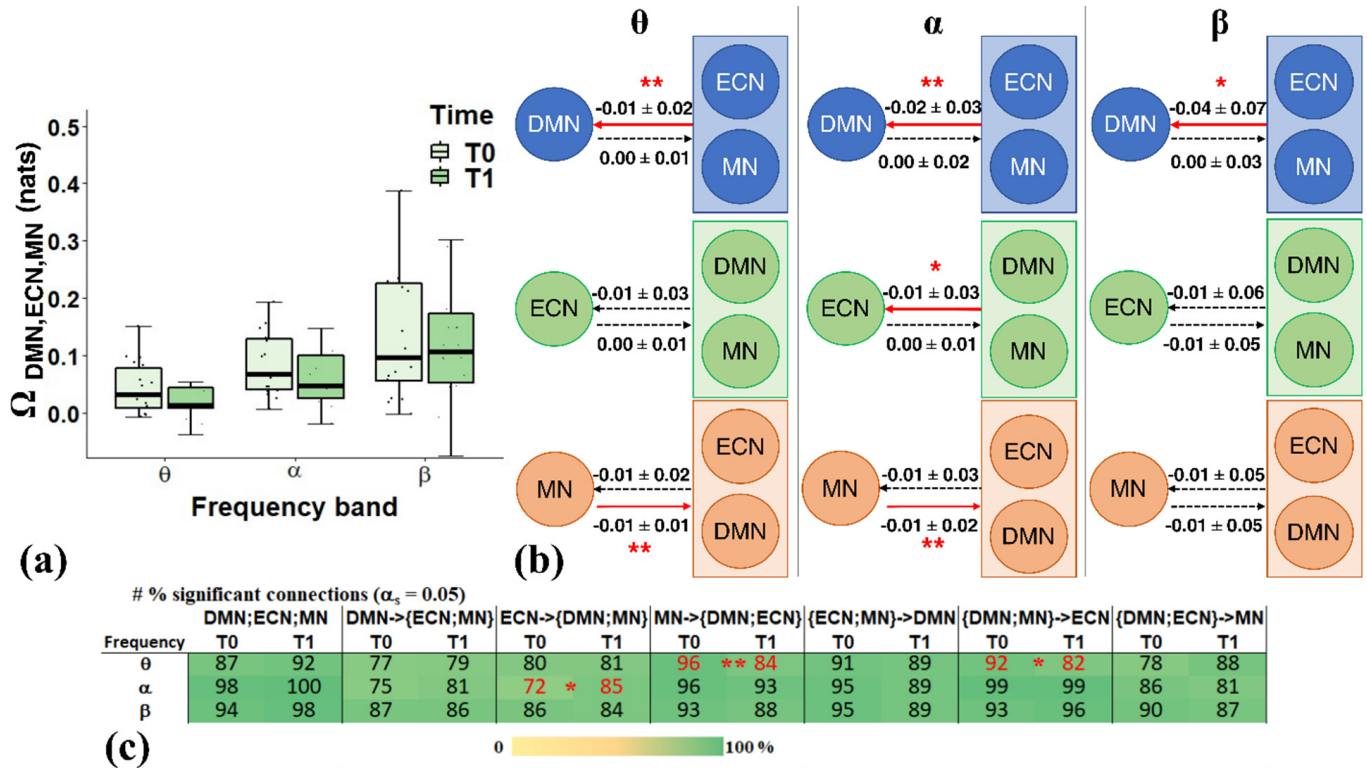 θ α β
Time
T0
T1
0.5
0.4
0.3
0.2
0.1
0.0
Ω DMN,ECN,MN (nats)
θ α β
Frequency band
(a)
**
-0.01 ± 0.02
0.00 ± 0.01
DMN
ECN
MN
**
-0.02 ± 0.03
0.00 ± 0.02
DMN
ECN
MN
*
-0.04 ± 0.07
0.00 ± 0.03
DMN
ECN
MN
-0.01 ± 0.03
0.00 ± 0.01
ECN
DMN
MN
*
-0.01 ± 0.03
0.00 ± 0.01
ECN
DMN
MN
-0.01 ± 0.06
-0.01 ± 0.05
ECN
DMN
MN
-0.01 ± 0.02
-0.01 ± 0.01
**
MN
ECN
DMN
-0.01 ± 0.03
-0.01 ± 0.02
**
MN
ECN
DMN
-0.01 ± 0.05
-0.01 ± 0.05
MN
ECN
DMN
(b)
# % significant connections (αs = 0.05)
DMN;ECN;MN DMN->{ECN;MN} ECN->{DMN;MN} MN->{DMN;ECN} {ECN;MN}->DMN {DMN;MN}->ECN {DMN;ECN}->MN
Frequency T0 T1 T0 T1 T0 T1 T0 T1 T0 T1 T0 T1 T0 T1
θ 87 92 77 79 80 81 96 ** 84 91 89 92 * 82 78 88
α 98 100 75 81 72 * 85 96 93 95 89 99 99 86 81
β 94 98 87 86 86 84 93 88 95 89 93 96 90 87
(c)
0 100 %